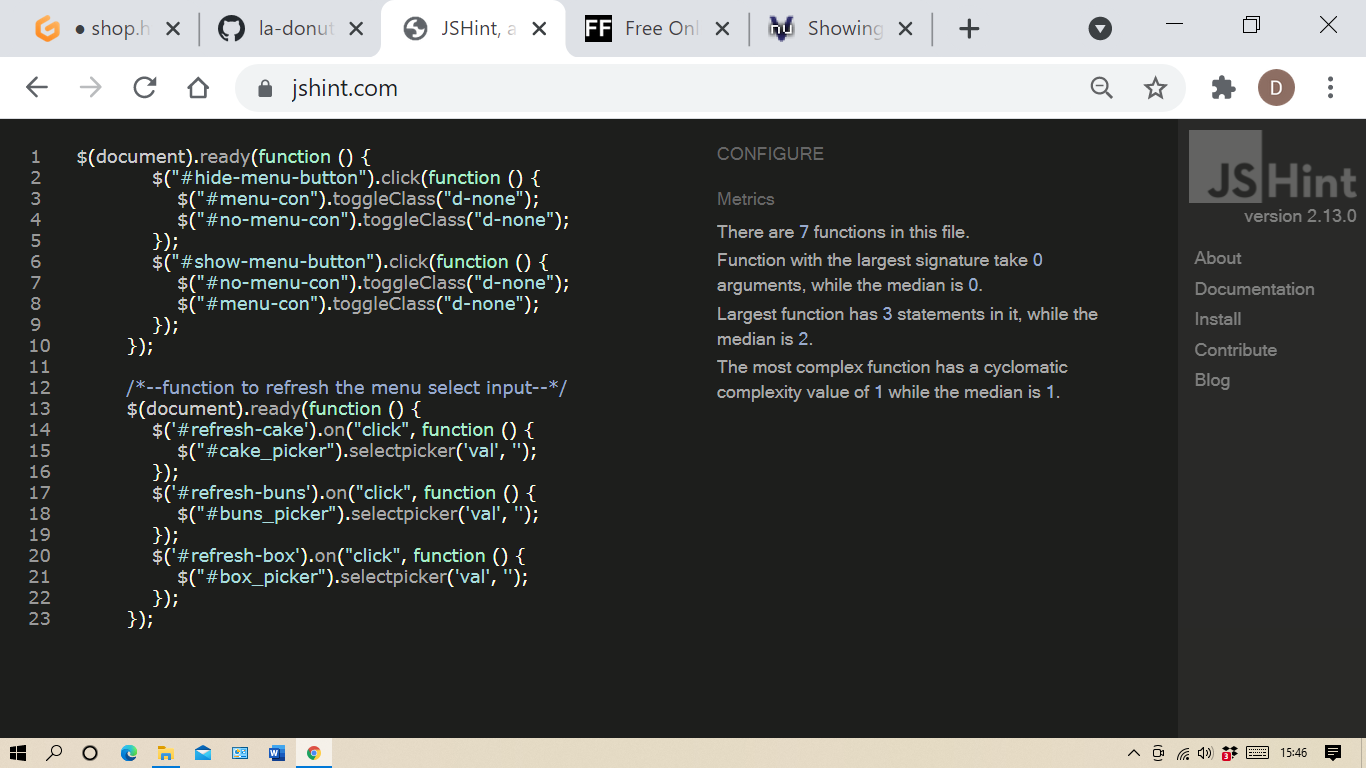 shop.h
la-donut
JSHint, a
FF
Free Onl
nu
Showing
jshint.com
D
1 $(document).ready(function () {
2 $("#hide-menu-button").click(function () {
3 $("#menu-con").toggleClass("d-none");
4 $("#no-menu-con").toggleClass("d-none");
5 });
6 $("#show-menu-button").click(function () {
7 $("#no-menu-con").toggleClass("d-none");
8 $("#menu-con").toggleClass("d-none");
9 });
10 });
11
12 /*--function to refresh the menu select input--*/
13 $(document).ready(function () {
14 $('#refresh-cake').on("click", function () {
15 $("#cake_picker").selectpicker('val', '');
16 });
17 $('#refresh-buns').on("click", function () {
18 $("#buns_picker").selectpicker('val', '');
19 });
20 $('#refresh-box').on("click", function () {
21 $("#box_picker").selectpicker('val', '');
22 });
23 });
CONFIGURE
Metrics
There are 7 functions in this file.
Function with the largest signature take 0
arguments, while the median is 0.
Largest function has 3 statements in it, while the
median is 2.
The most complex function has a cyclomatic
complexity value of 1 while the median is 1.
JSHint
version 2.13.0
About
Documentation
Install
Contribute
Blog
3
15:46